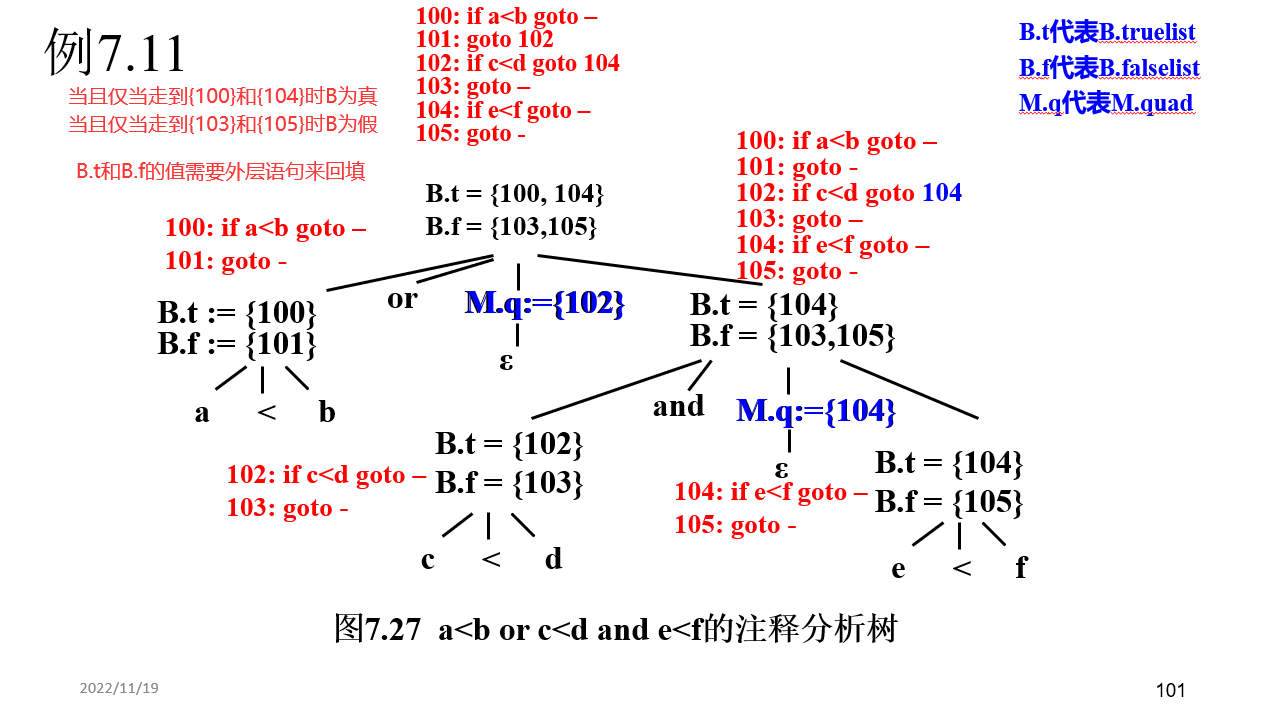 例7.11
当且仅当走到{100}和{104}时B为真
当且仅当走到{103}和{105}时B为假
B.t和B.f的值需要外层语句来回填
100: if a<b goto –
101: goto 102
102: if c<d goto 104
103: goto –
104: if e<f goto –
105: goto -
B.t代表B.truelist
B.f代表B.falselist
M.q代表M.quad
100: if a<b goto –
101: goto -
102: if c<d goto 104
103: goto –
104: if e<f goto –
105: goto -
B.t = {100, 104}
B.f = {103,105}
100: if a<b goto –
101: goto -
B.t := {100}
B.f := {101}
or
M.q:={102}
B.t = {104}
B.f = {103,105}
ε
a < b
and
M.q:={104}
B.t = {102}
B.f = {103}
102: if c<d goto –
103: goto -
ε
B.t = {104}
B.f = {105}
104: if e<f goto –
105: goto -
c < d
e < f
图7.27 a<b or c<d and e<f的注释分析树
2022/11/19
101